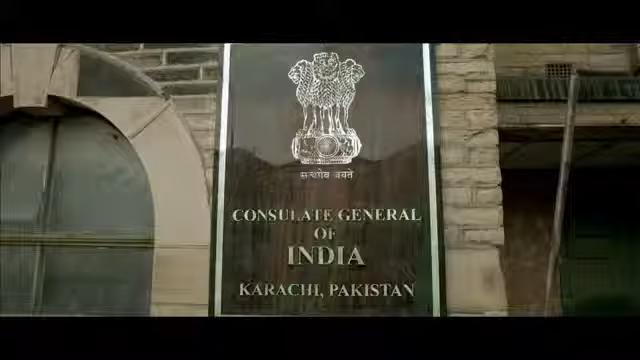 सत्यमेव जयते
CONSULATE GENERAL
OF
INDIA
KARACHI, PAKISTAN